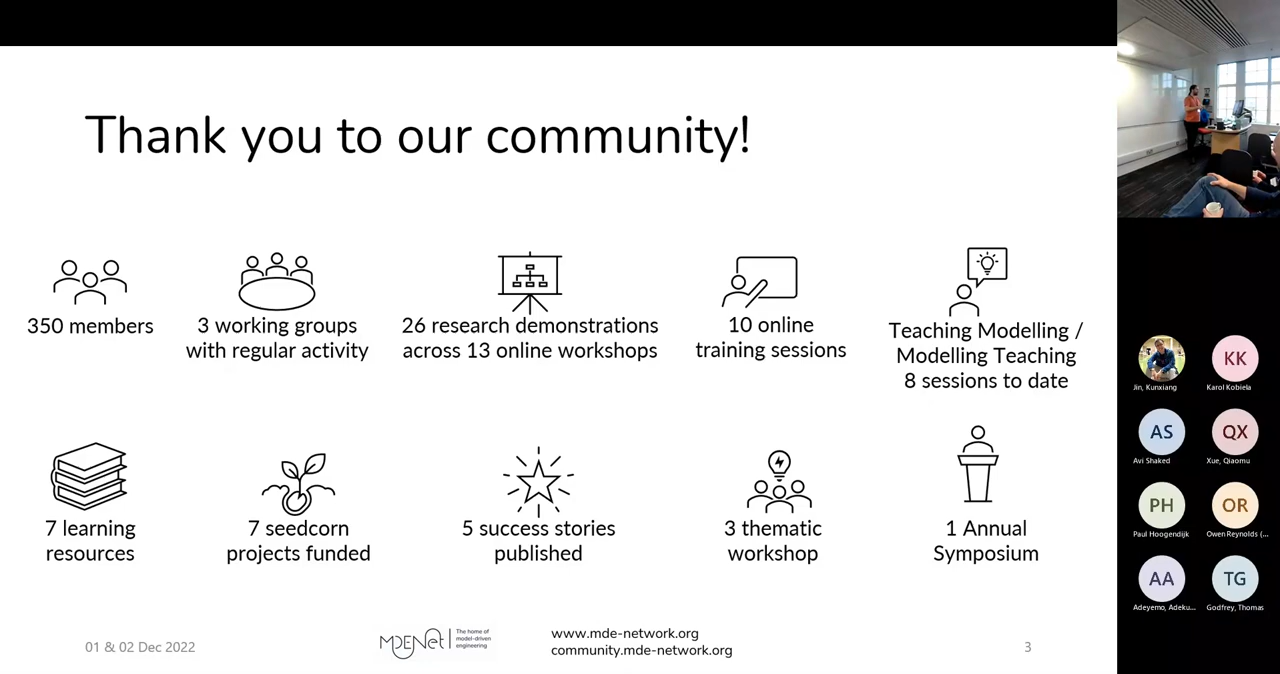 Thank you to our community!
350 members
3 working groups
with regular activity
26 research demonstrations
across 13 online workshops
10 online
training sessions
Teaching Modelling /
Modelling Teaching
8 sessions to date
7 learning
resources
7 seedcorn
projects funded
5 success stories
published
3 thematic
workshop
1 Annual
Symposium
01 & 02 Dec 2022
MDENet
The home of
model-driven
engineering
www.mde-network.org
community.mde-network.org
3
Jin, Kunxiang
KK
Karol Kobiela
AS
Avi Shaked
QX
Xue, Qiaomu
PH
Paul Hoogendijk
OR
Owen Reynolds (...
AA
Adeyemo, Adeku...
TG
Godfrey, Thomas